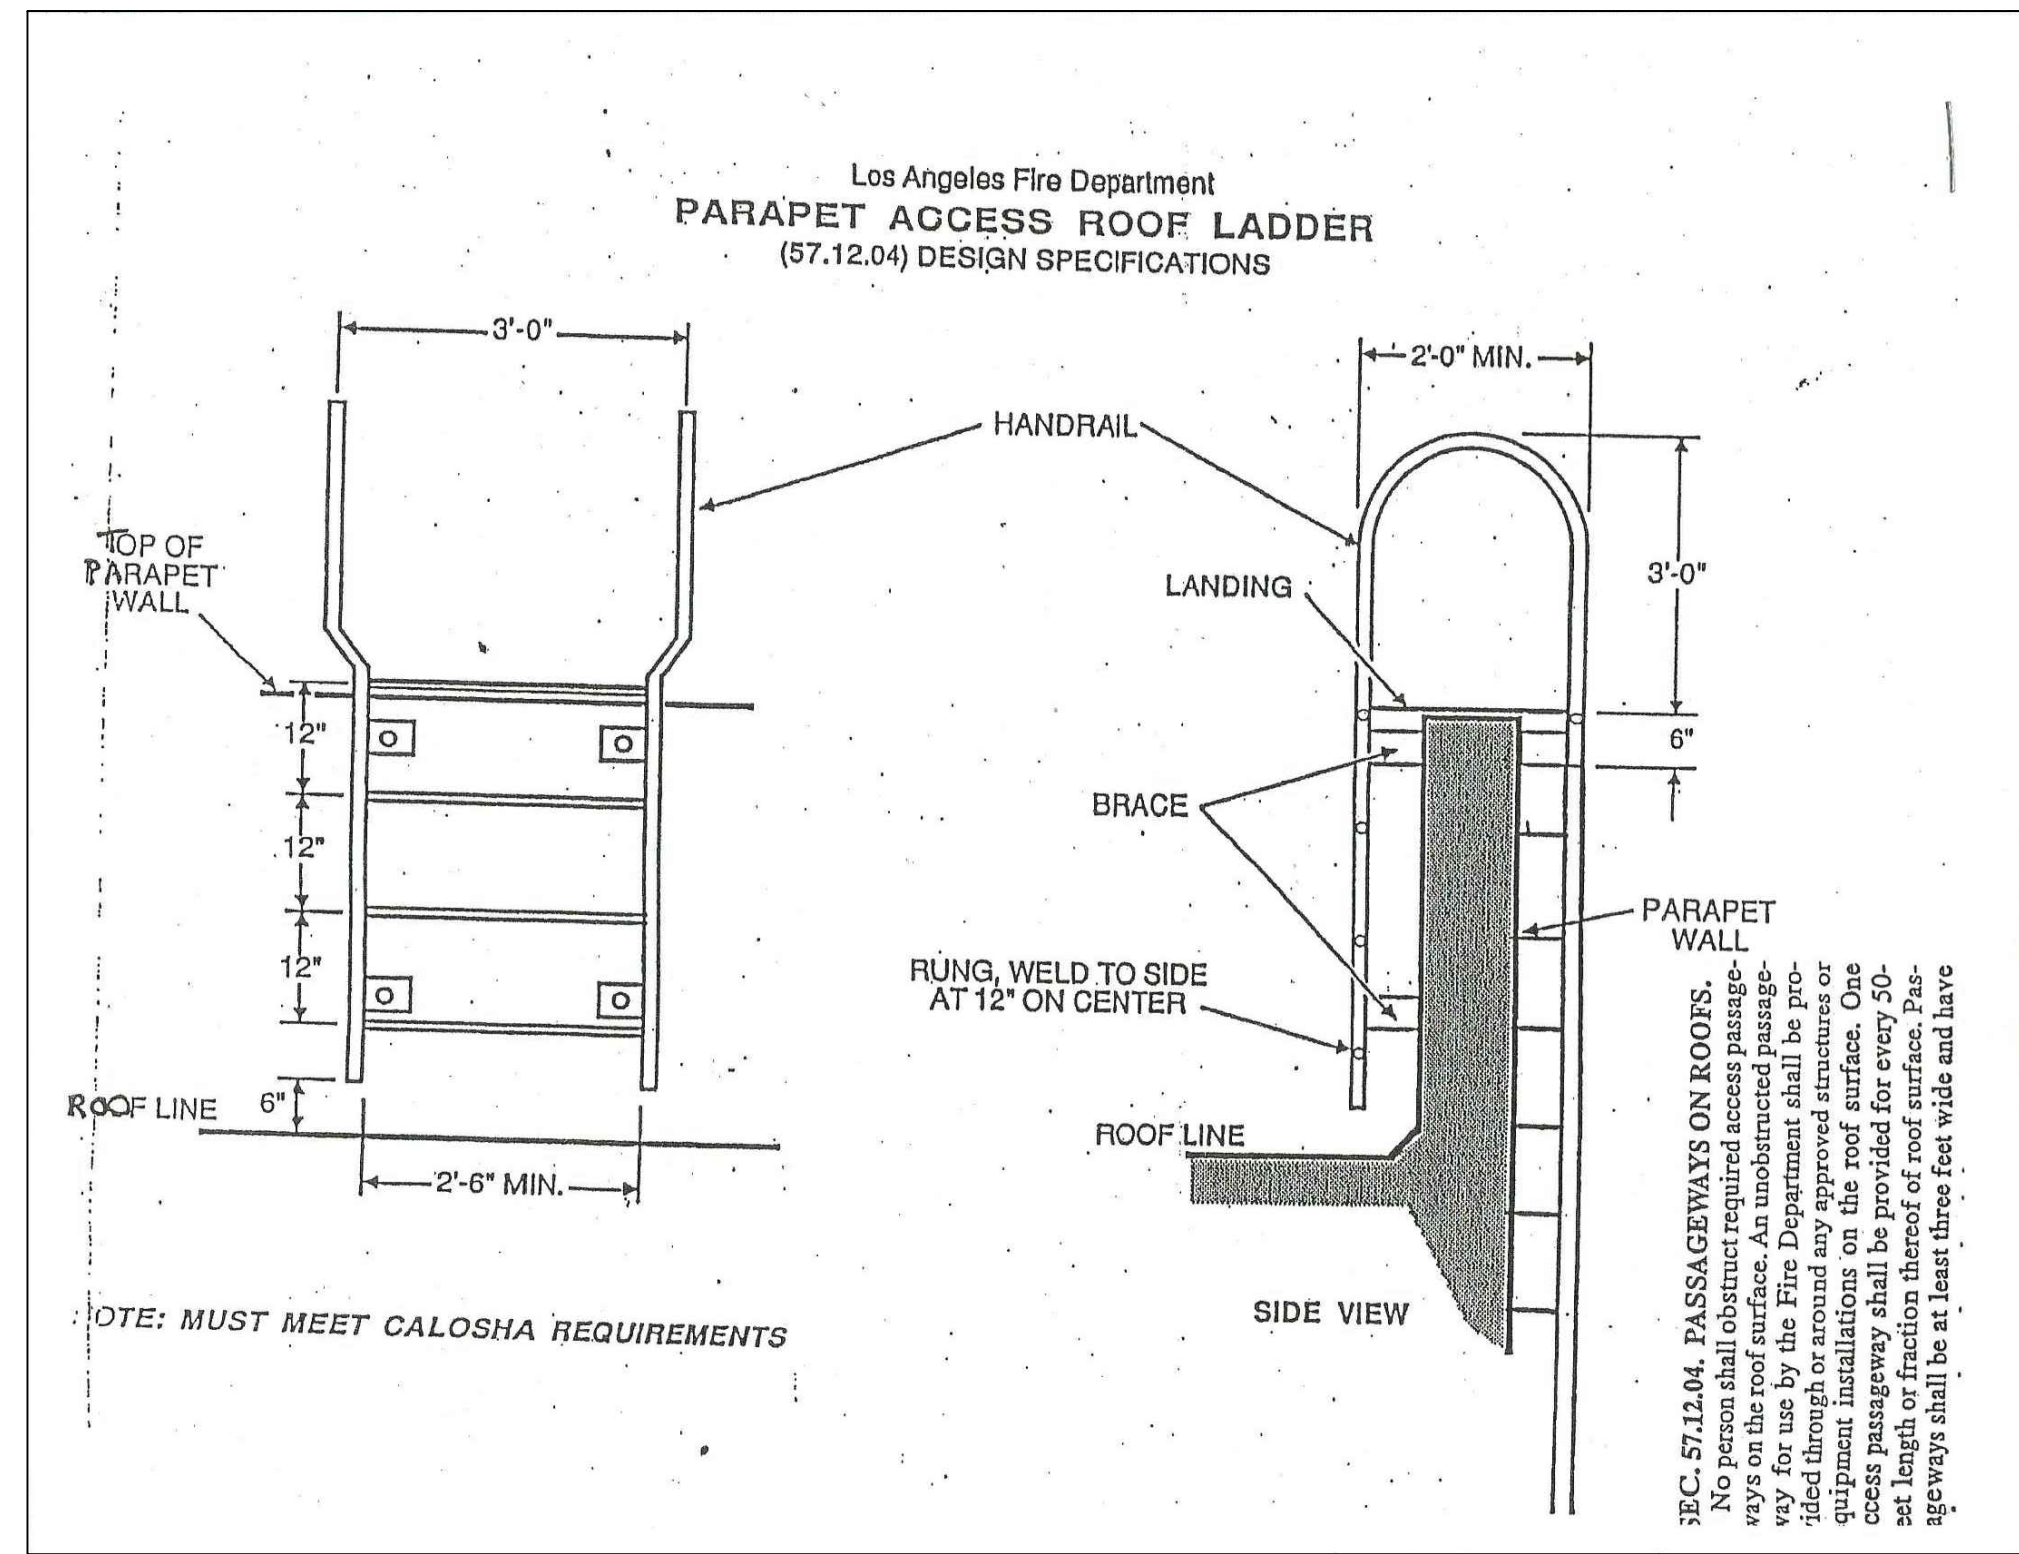 Los Angeles Fire Department
PARAPET ACCESS ROOF LADDER
(57.12.04) DESIGN SPECIFICATIONS
3'-0"
TOP OF
PARAPET
WALL
12"
12"
12"
6"
ROOF LINE
2'-6" MIN.
OTE: MUST MEET CALOSHA REQUIREMENTS
HANDRAIL
2'-0" MIN.
3'-0"
LANDING
6"
BRACE
PARAPET
WALL
RUNG, WELD TO SIDE
AT 12" ON CENTER
ROOF LINE
SIDE VIEW
EC. 57.12.04. PASSAGEWAYS ON ROOFS.
No person shall obstruct required access passage-
ways on the roof surface. An unobstructed passage-
way for use by the Fire Department shall be pro-
ided through or around any approved structures or
quipment installations on the roof surface. One
ccess passageway shall be provided for every 50-
et length or fraction thereof of roof surface. Pas-
ageways shall be at least three feet wide and have